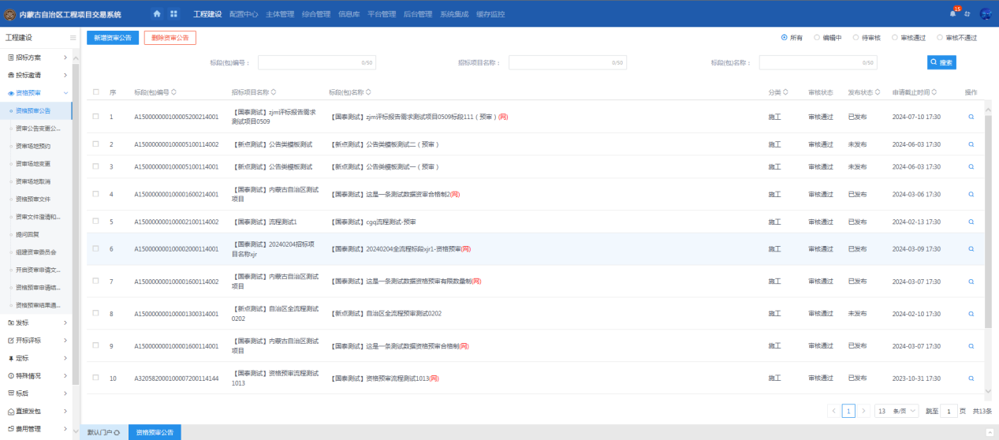 内蒙古自治区工程项目交易系统 工程建设 配置中心 主体管理 综合管理 信息库 平台管理 后台管理 系统集成 缓存监控 15
工程建设
新增资审公告 删除资审公告 所有 编辑中 待审核 审核通过 审核不通过
标段(包)编号： 0/50 招标项目名称： 0/50 标段(包)名称： 0/50 搜索
招标方案
投标邀请
资格预审
资格预审公告
资审公告变更公...
资审场地预约
资审场地变更
资审场地取消
资格预审文件
资审文件澄清和...
提问回复
组建资审委员会
开启资审申请文...
资格预审申请结...
资格预审结果通...
发标
开标评标
定标
特殊情况
标后
直接发包
费用管理
序 标段(包)编号 招标项目名称 标段(包)名称 分类 审核状态 发布状态 申请截止时间 操作
1 A150000000100005200214001 【国泰测试】zjm评标报告需求测试项目0509 【国泰测试】zjm评标报告需求测试项目0509标段111（预审）(网) 施工 审核通过 已发布 2024-07-10 17:30
2 A150000000100005100114002 【新点测试】公告类模板测试 【新点测试】公告类模板测试二（预审） 施工 审核通过 未发布 2024-06-03 17:30
3 A150000000100005100114001 【新点测试】公告类模板测试 【新点测试】公告类模板测试一（预审） 施工 审核通过 未发布 2024-06-03 17:30
4 A150000000100001600214001 【国泰测试】内蒙古自治区测试项目 【国泰测试】这是一条测试数据资审合格制2(网) 施工 审核通过 已发布 2024-03-06 17:30
5 A150000000100002100114002 【国泰测试】流程测试1 【国泰测试】cgq流程测试-预审 施工 审核通过 已发布 2024-02-13 17:30
6 A150000000100002000114001 【国泰测试】20240204招标项目名称xjr 【国泰测试】20240204全流程标段xjr1-资格预审(网) 施工 审核通过 已发布 2024-03-09 17:30
7 A150000000100001600114002 【国泰测试】内蒙古自治区测试项目 【国泰测试】这是一条测试数据资格预审有限数量制(网) 施工 审核通过 已发布 2024-03-07 17:30
8 A150000000100001300314001 【新点测试】自治区全流程测试0202 【新点测试】自治区全流程预审测试0202 施工 审核通过 未发布 2024-02-10 17:30
9 A150000000100001600114001 【国泰测试】内蒙古自治区测试项目 【国泰测试】这是一条测试数据资格预审合格制(网) 施工 审核通过 已发布 2024-03-07 17:30
10 A320582000100007200114144 【国泰测试】资格预审流程测试1013 【国泰测试】资格预审流程测试1013(网) 施工 审核通过 已发布 2023-10-31 17:30
1 13 条/页 跳至 1 页 共13条
默认门户 资格预审公告